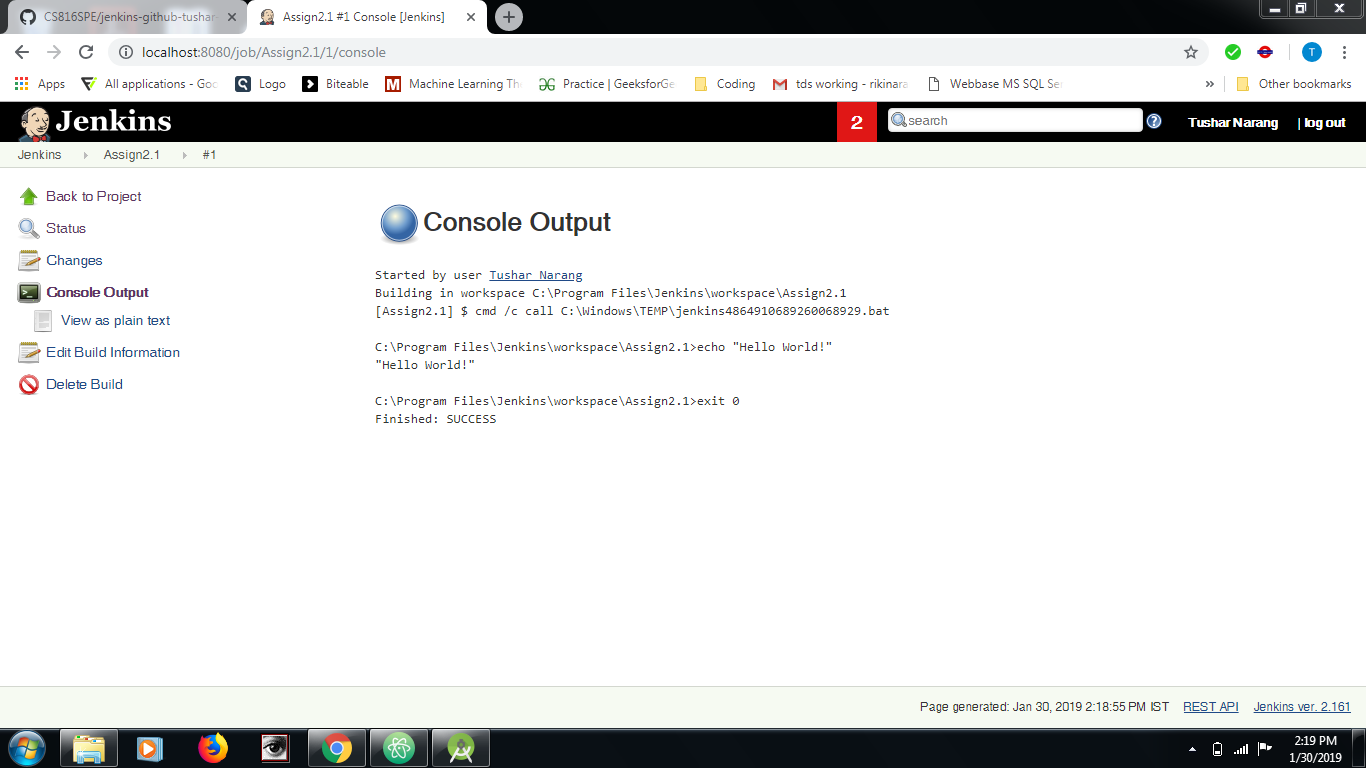 CS816SPE/jenkins-github-tushar-
Assign2.1 #1 Console [Jenkins]
localhost:8080/job/Assign2.1/1/console
T
Apps
All applications - Goo
Logo
Biteable
Machine Learning Th
Practice | GeeksforGe
Coding
tds working - rikinara
Webbase MS SQL Se
»
Other bookmarks
Jenkins
2
search
Tushar Narang
| log out
Jenkins
Assign2.1
#1
Back to Project
Status
Changes
Console Output
View as plain text
Edit Build Information
Delete Build
Console Output
Started by user Tushar Narang
Building in workspace C:\Program Files\Jenkins\workspace\Assign2.1
[Assign2.1] $ cmd /c call C:\Windows\TEMP\jenkins4864910689260068929.bat
C:\Program Files\Jenkins\workspace\Assign2.1>echo "Hello World!"
"Hello World!"
C:\Program Files\Jenkins\workspace\Assign2.1>exit 0
Finished: SUCCESS
Page generated: Jan 30, 2019 2:18:55 PM IST
REST API
Jenkins ver. 2.161
2:19 PM
1/30/2019